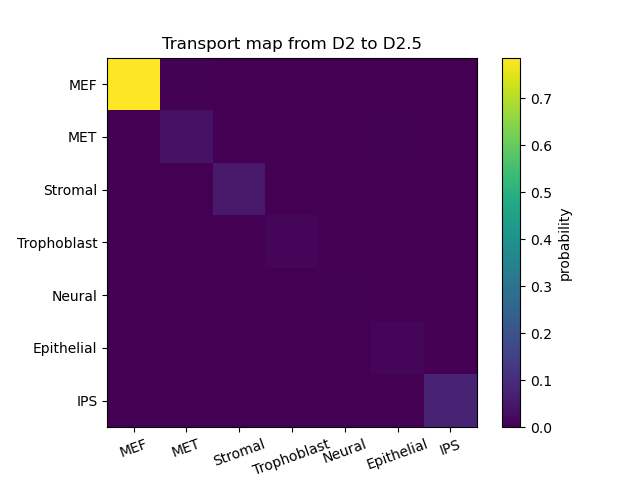 Transport map from D2 to D2.5
MEF
MET
Stromal
Trophoblast
Neural
Epithelial
IPS
MEF MET Stromal Trophoblast Neural Epithelial IPS
0.7
0.6
0.5
0.4
0.3
0.2
0.1
0.0
probability